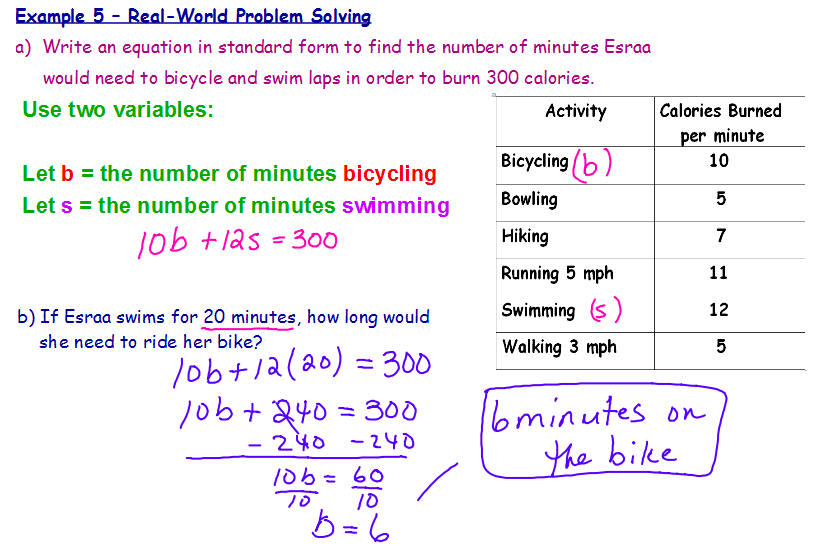 Example 5 - Real-World Problem Solving
a) Write an equation in standard form to find the number of minutes Esraa
would need to bicycle and swim laps in order to burn 300 calories.
Use two variables:
Let b = the number of minutes bicycling
Let s = the number of minutes swimming
10b + 12s = 300
Activity Calories Burned
per minute
Bicycling (b) 10
Bowling 5
Hiking 7
Running 5 mph 11
Swimming (s) 12
Walking 3 mph 5
b) If Esraa swims for 20 minutes, how long would
she need to ride her bike?
10b + 12(20) = 300
10b + 240 = 300
- 240 - 240
10b = 60
10 10
b = 6
6 minutes on
the bike